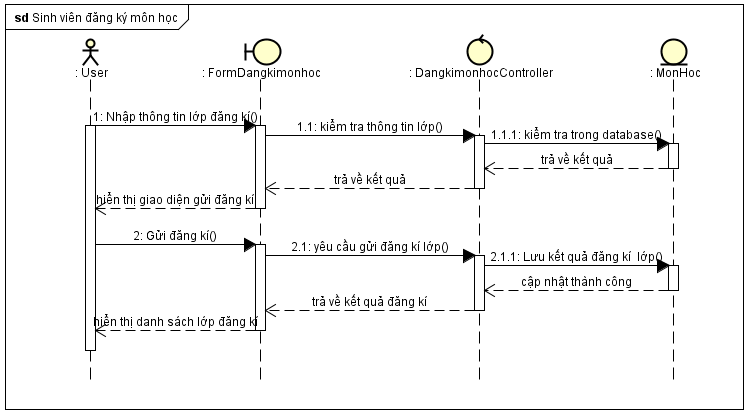 sd Sinh viên đăng ký môn học
: User
: FormDangkimonhoc
: DangkimonhocController
: MonHoc
1: Nhập thông tin lớp đăng kí()
1.1: kiểm tra thông tin lớp()
1.1.1: kiểm tra trong database()
trả về kết quả
trả về kết quả
hiển thị giao diện gửi đăng kí
2: Gửi đăng kí()
2.1: yêu cầu gửi đăng kí lớp()
2.1.1: Lưu kết quả đăng kí lớp()
cập nhật thành công
trả về kết quả đăng kí
hiển thị danh sách lớp đăng kí